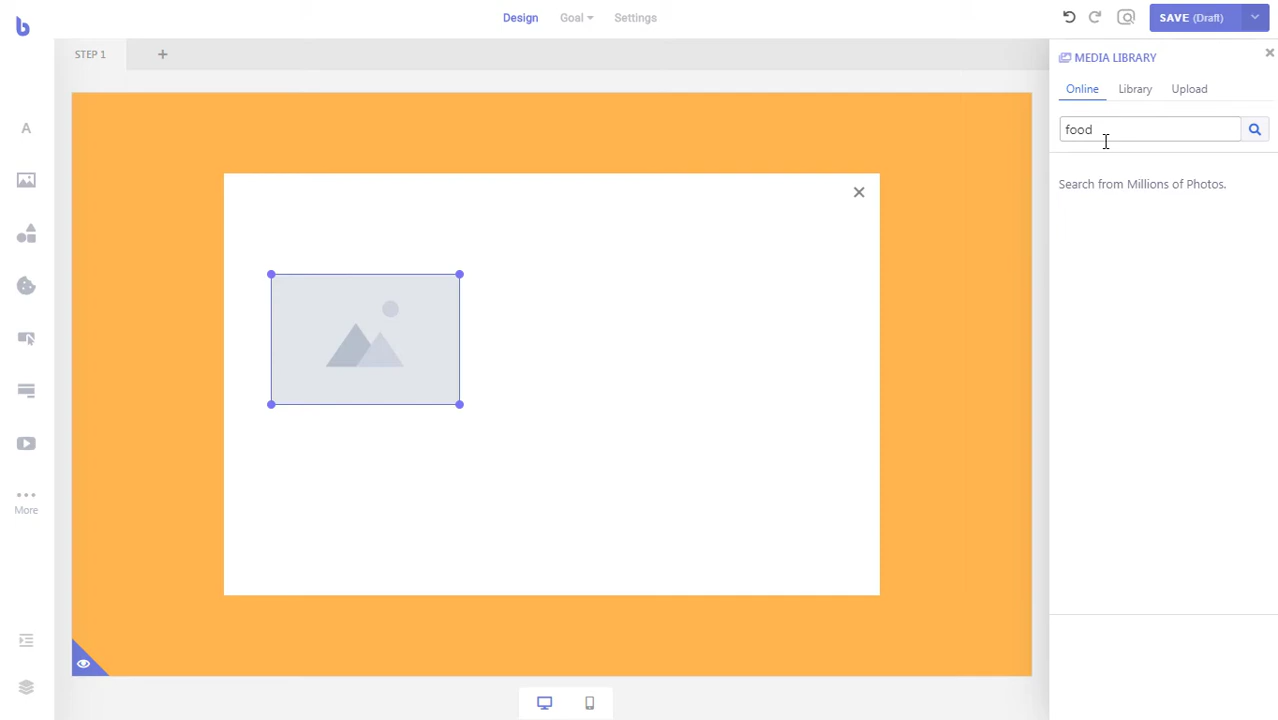 Design
Goal
Settings
SAVE (Draft)
STEP 1
+
MEDIA LIBRARY
Online
Library
Upload
food
Search from Millions of Photos.
More